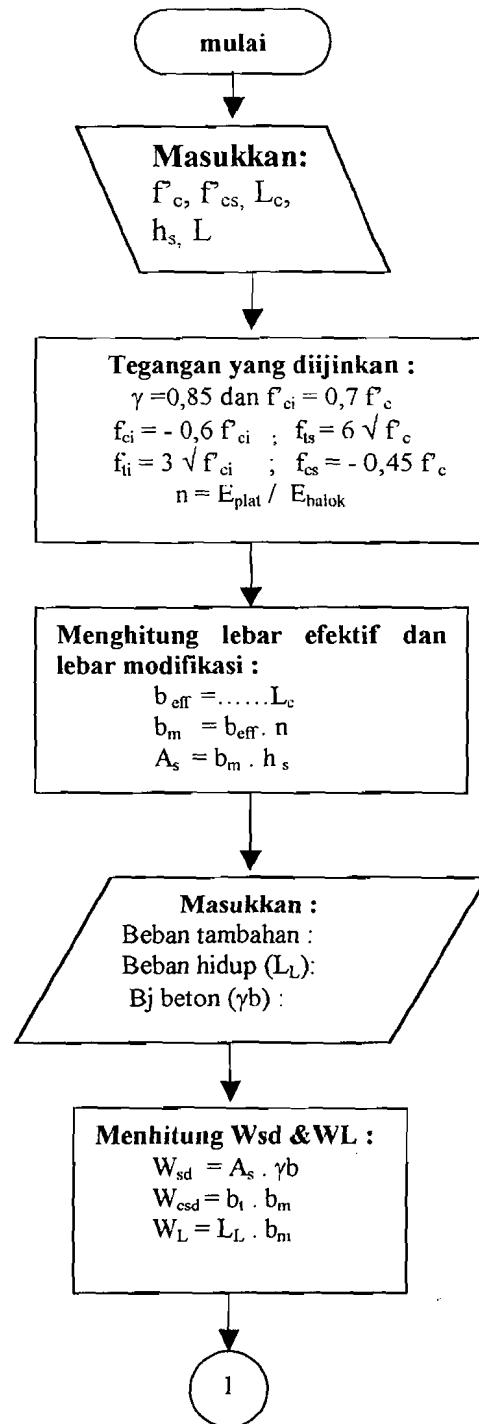 mulai
Masukkan:
f'c, f'cs, Lc,
hs, L
Tegangan yang diijinkan :
γ =0,85 dan f'ci = 0,7 f'c
fci = - 0,6 f'ci ; fts = 6 √ f'c
fti = 3 √ f'ci ; fcs = - 0,45 f'c
n = Eplat / Ebalok
Menghitung lebar efektif dan
lebar modifikasi :
b eff =......Lc
bm = beff. n
As = bm . h s
Masukkan :
Beban tambahan :
Beban hidup (LL):
Bj beton (γb) :
Menhitung Wsd &WL :
Wsd = As . γb
Wcsd = bt . bm
WL = LL . bm
1